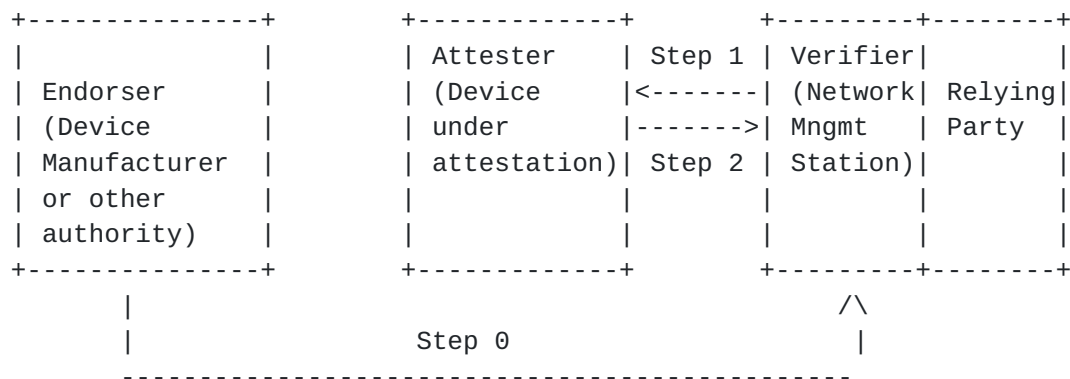 +---------------+        +-------------+        +---------+--------+
|               |        | Attester    | Step 1 | Verifier|        |
| Endorser      |        | (Device     |<-------| (Network| Relying|
| (Device       |        | under       |------->| Mngmt   | Party  |
| Manufacturer  |        | attestation)| Step 2 | Station)|        |
| or other      |        |             |        |         |        |
| authority)    |        |             |        |         |        |
+---------------+        +-------------+        +---------+--------+
       |                                             /\
       |                  Step 0                      |
       -----------------------------------------------